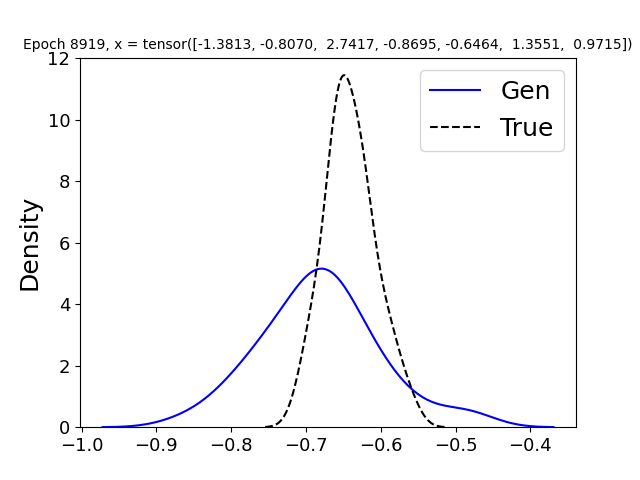 Epoch 8919, x = tensor([-1.3813, -0.8070,  2.7417, -0.8695, -0.6464,  1.3551,  0.9715])
12
10
8
6
4
2
0
Density
Gen
True
−1.0 −0.9 −0.8 −0.7 −0.6 −0.5 −0.4